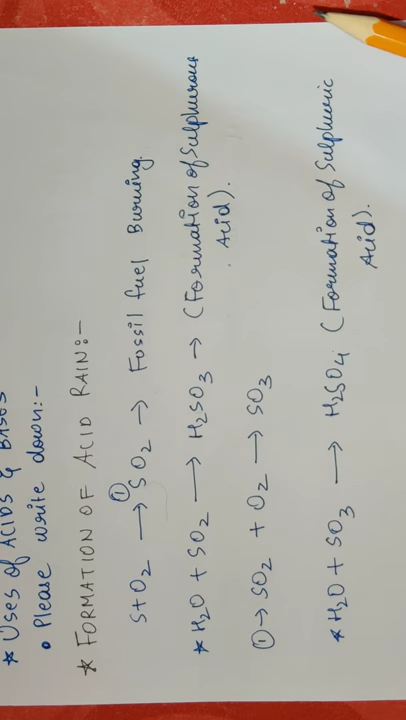 * Uses of ACIDS & BASES
• Please write down:-
* FORMATION OF ACID RAIN:-
S+O₂ → ①SO₂ → Fossil fuel Burning.
* H₂O + SO₂ → H₂SO₃ → (Formation of Sulphurous
Acid).
① → SO₂ + O₂ → SO₃
* H₂O + SO₃ → H₂SO₄ (Formation of Sulphuric
Acid).